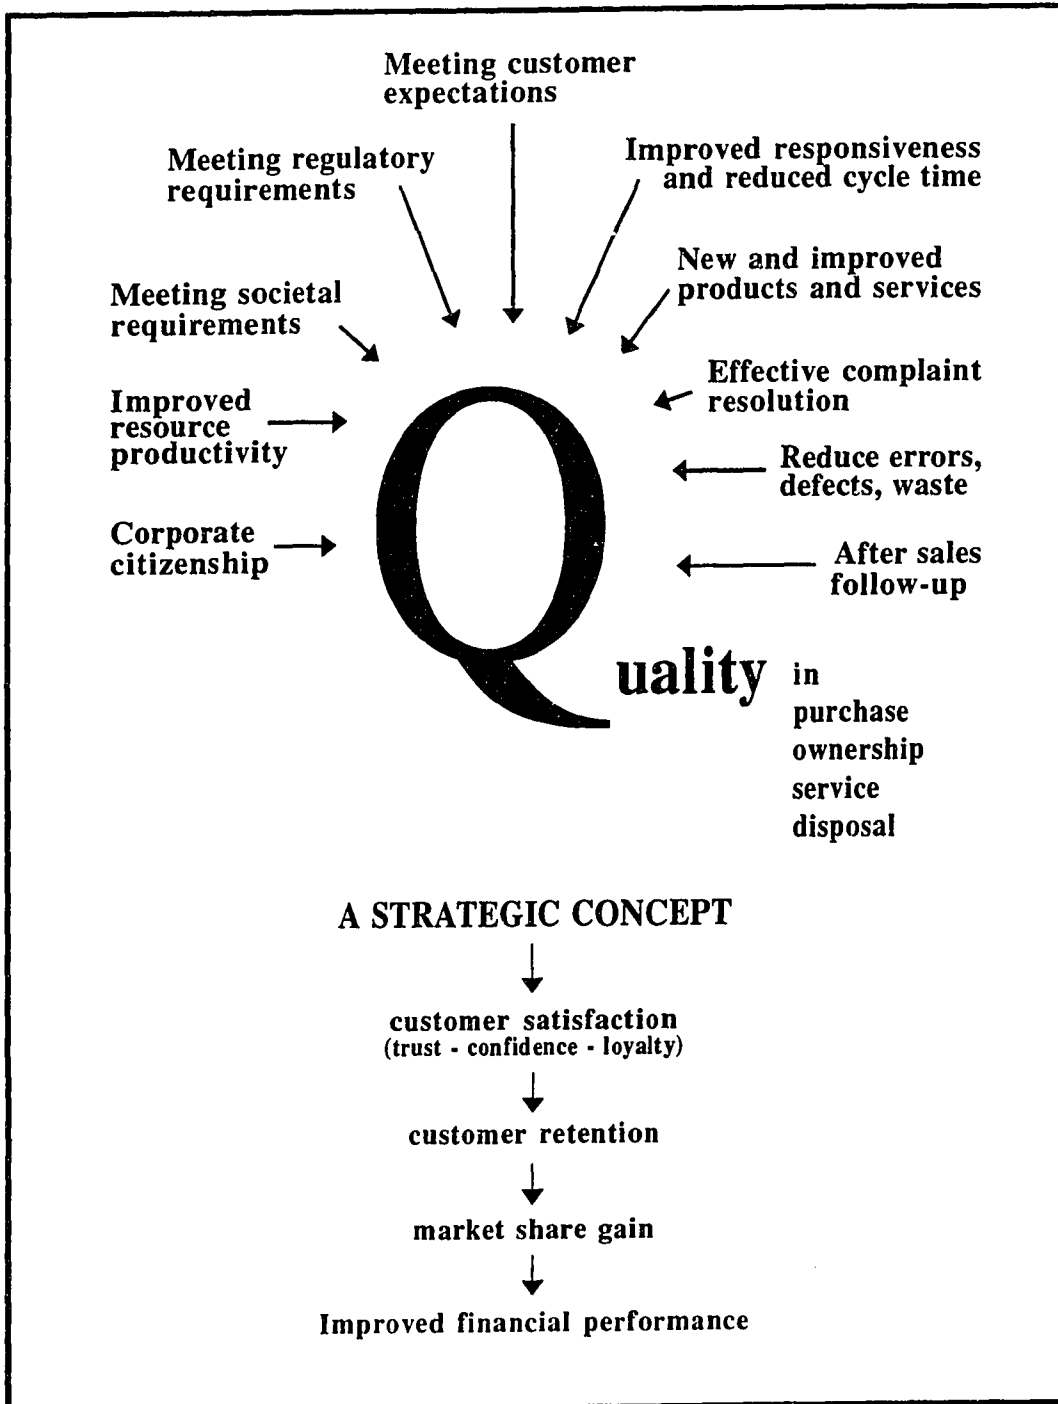 Meeting customer
expectations
Meeting regulatory
requirements
Improved responsiveness
and reduced cycle time
New and improved
products and services
Meeting societal
requirements
Effective complaint
resolution
Improved
resource
productivity
Reduce errors,
defects, waste
Corporate
citizenship
After sales
follow-up
Quality in
purchase
ownership
service
disposal
A STRATEGIC CONCEPT
customer satisfaction
(trust - confidence - loyalty)
customer retention
market share gain
Improved financial performance